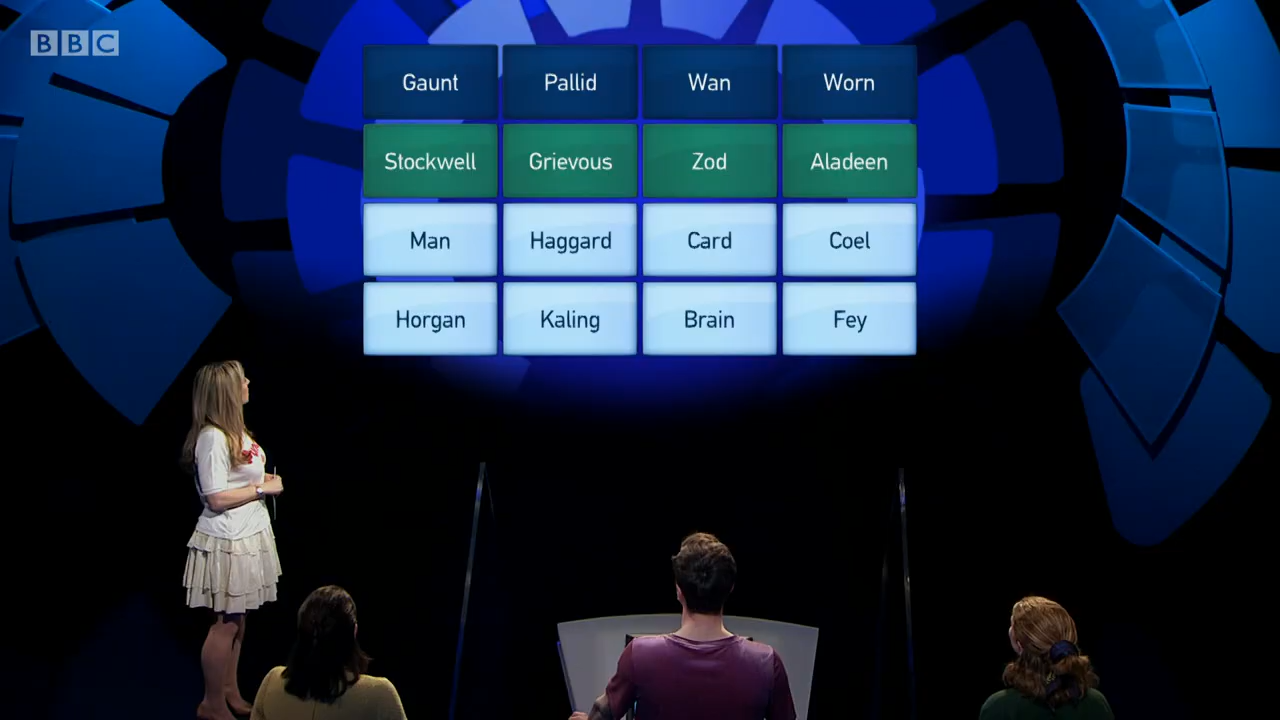 BBC
Gaunt Pallid Wan Worn
Stockwell Grievous Zod Aladeen
Man Haggard Card Coel
Horgan Kaling Brain Fey